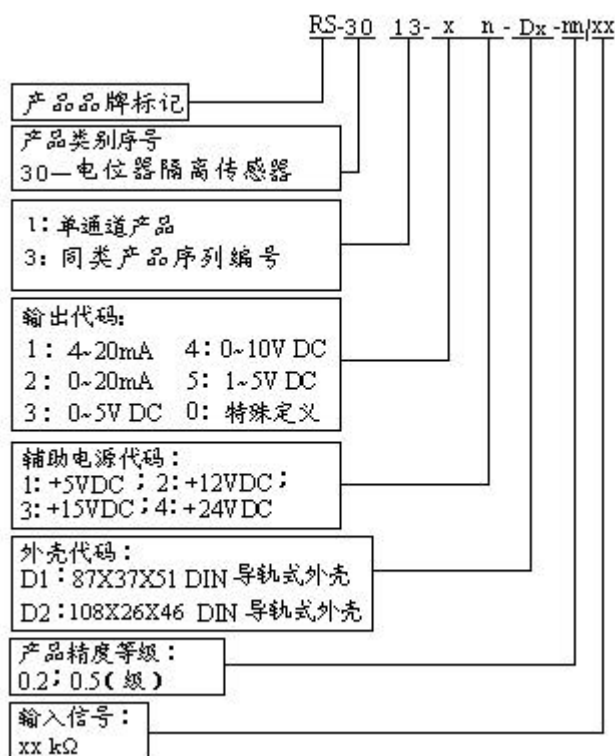 RS-30 13- x n - Dx -nn/xx
产品品牌标记
产品类别序号
30—电位器隔离传感器
1：单通道产品
3：同类产品序列编号
输出代码：
1：4~20mA 4：0~10V DC
2：0~20mA 5：1~5V DC
3：0~5V DC 0：特殊定义
辅助电源代码：
1：+5VDC；2：+12VDC；
3：+15VDC；4：+24VDC
外壳代码：
D1：87X37X51 DIN 导轨式外壳
D2：108X26X46 DIN 导轨式外壳
产品精度等级：
0.2；0.5（级）
输入信号：
xx kΩ